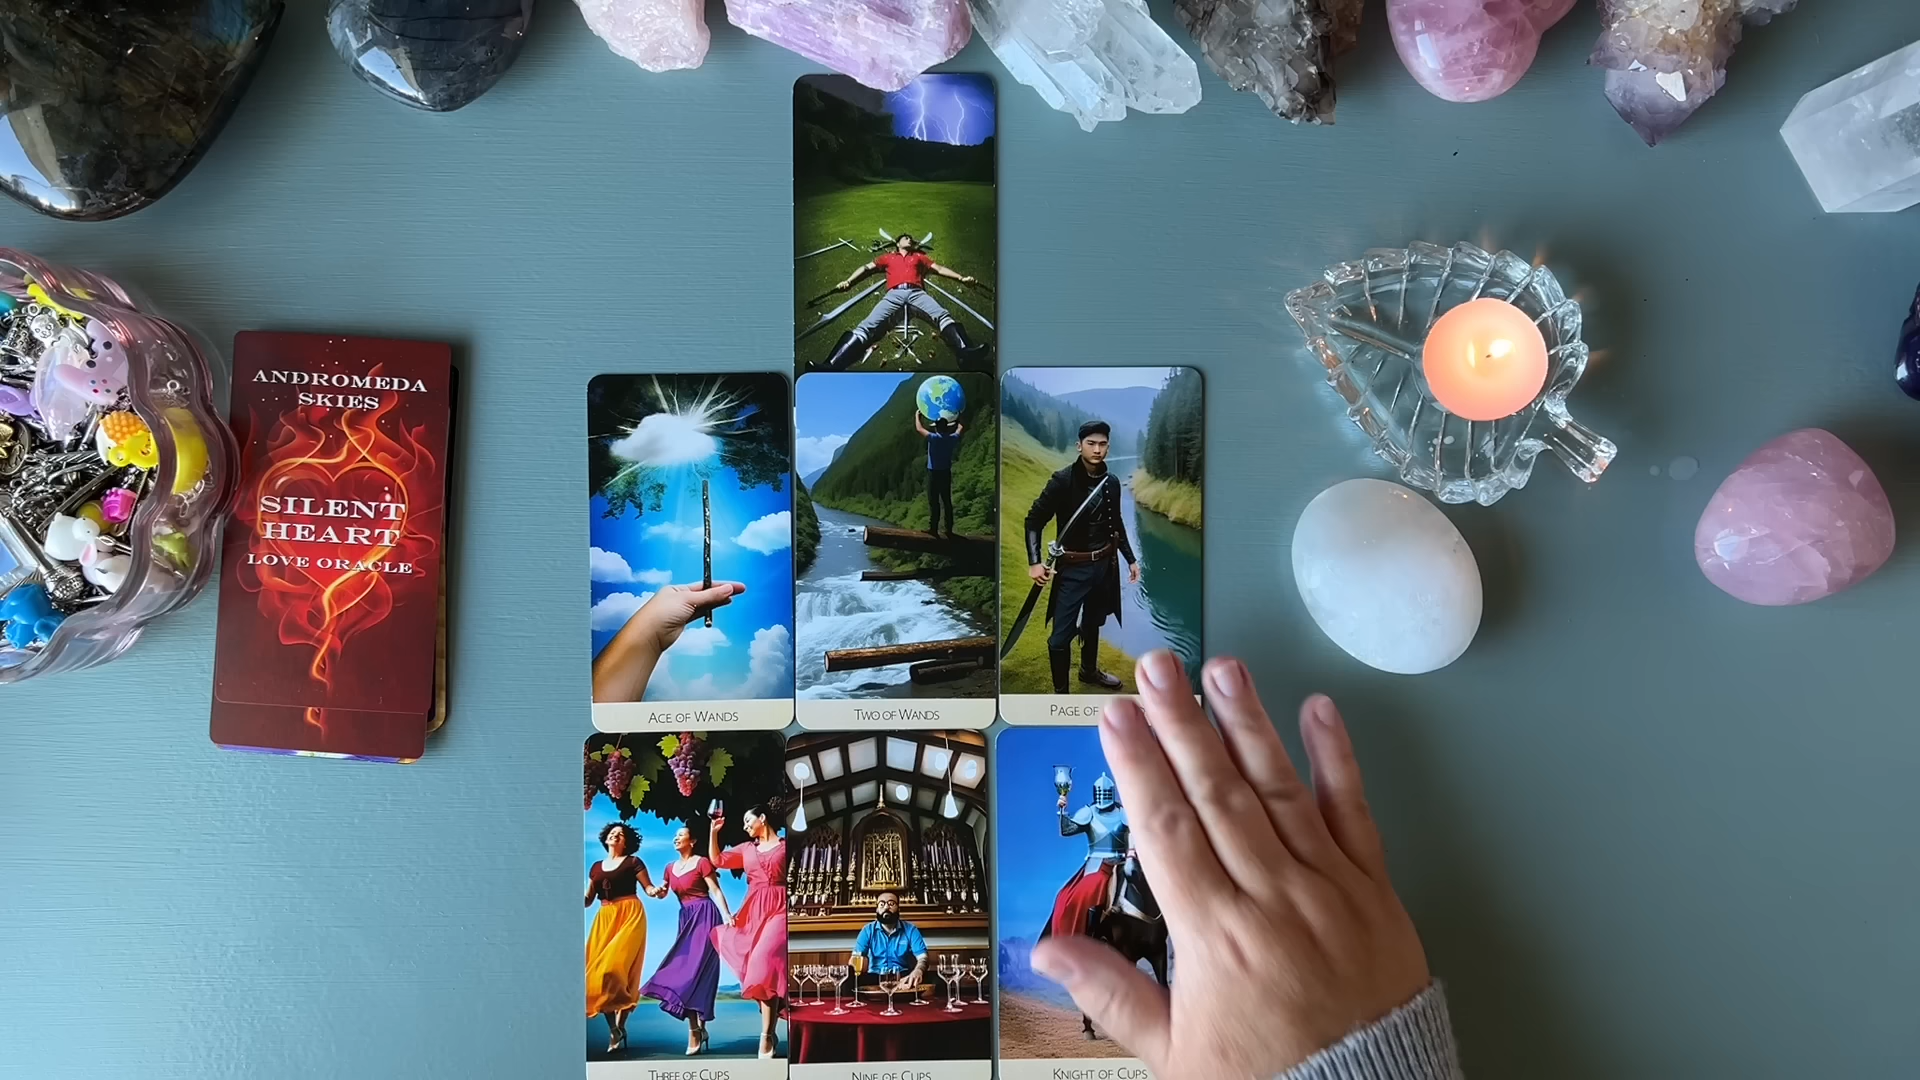 ANDROMEDA
SKIES
SILENT
HEART
LOVE ORACLE
ACE OF WANDS
TWO OF WANDS
PAGE OF
THREE OF CUPS
NINE OF CUPS
KNIGHT OF CUPS